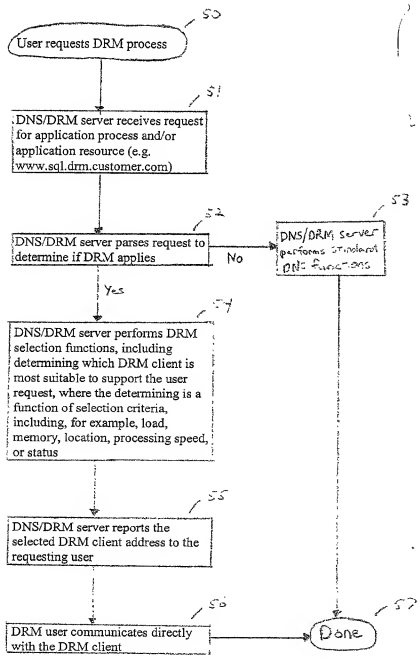 50
User requests DRM process
51
DNS/DRM server receives request
for application process and/or
application resource (e.g.
www.sql.drm.customer.com)
52
DNS/DRM server parses request to
determine if DRM applies
No
53
DNS/DRM server
performs standard
DNS functions
Yes
54
DNS/DRM server performs DRM
selection functions, including
determining which DRM client is
most suitable to support the user
request, where the determining is a
function of selection criteria,
including, for example, load,
memory, location, processing speed,
or status
55
DNS/DRM server reports the
selected DRM client address to the
requesting user
56
DRM user communicates directly
with the DRM client
57
Done